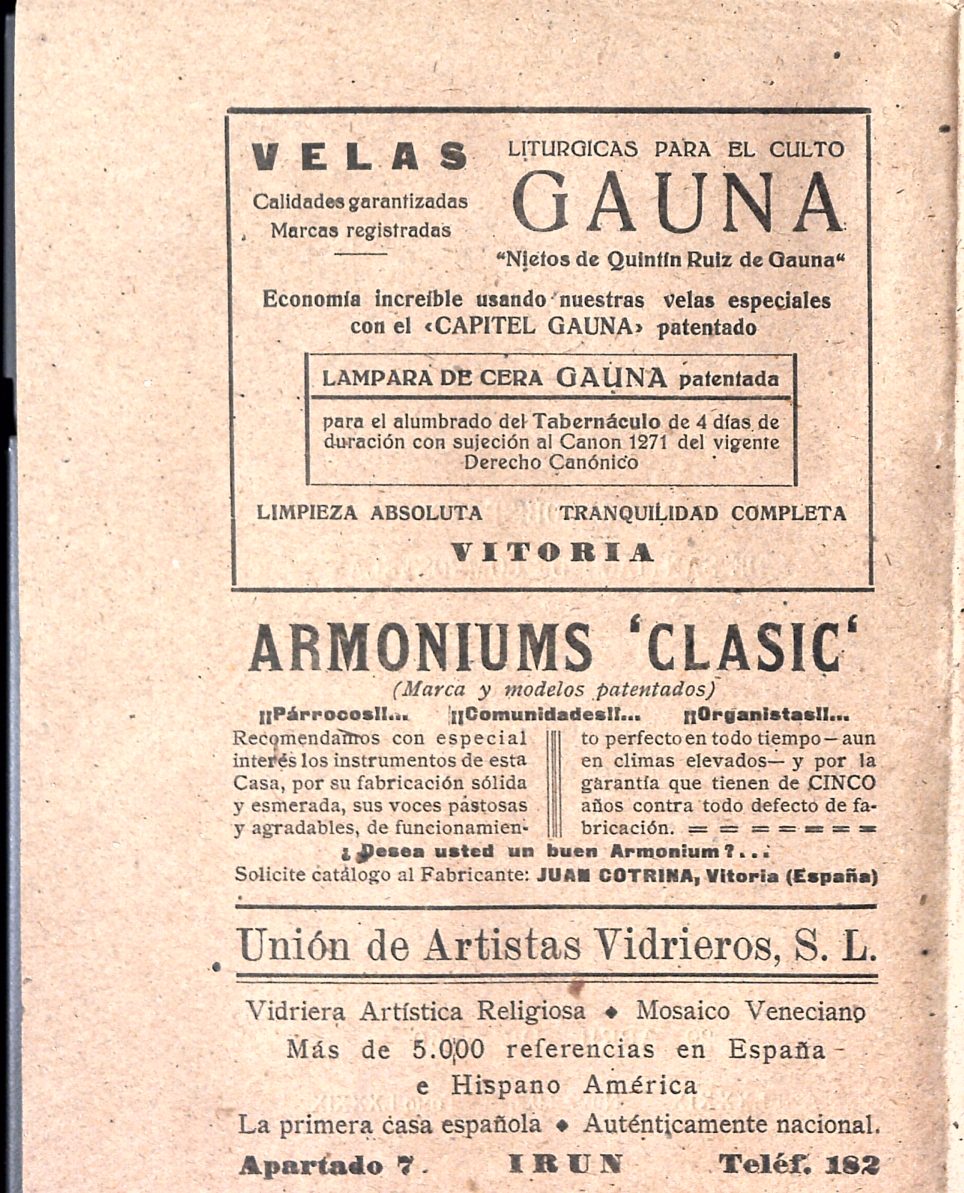 VELAS
Calidades garantizadas
Marcas registradas
LITURGICAS PARA EL CULTO
GAUNA
“Nietos de Quintín Ruiz de Gauna“
Economía increíble usando nuestras velas especiales
con el ‹CAPITEL GAUNA› patentado
LAMPARA DE CERA GAUNA patentada
para el alumbrado del Tabernáculo de 4 días de
duración con sujeción al Canon 1271 del vigente
Derecho Canónico
LIMPIEZA ABSOLUTA TRANQUILIDAD COMPLETA
VITORIA
ARMONIUMS ‘CLASIC‘
(Marca y modelos patentados)
¡¡Párrocos!!... ¡¡Comunidades!!... ¡¡Organistas!!...
Recomendamos con especial
interés los instrumentos de esta
Casa, por su fabricación sólida
y esmerada, sus voces pastosas
y agradables, de funcionamien-
to perfecto en todo tiempo—aun
en climas elevados— y por la
garantía que tienen de CINCO
años contra todo defecto de fa-
bricación. = = = = = = =
¿Desea usted un buen Armonium?...
Solicite catálogo al Fabricante: JUAN COTRINA, Vitoria (España)
Unión de Artistas Vidrieros, S. L.
Vidriera Artística Religiosa ♦ Mosaico Veneciano
Más de 5.000 referencias en España
e Hispano América
La primera casa española ♦ Auténticamente nacional.
Apartado 7. IRUN Teléf. 182